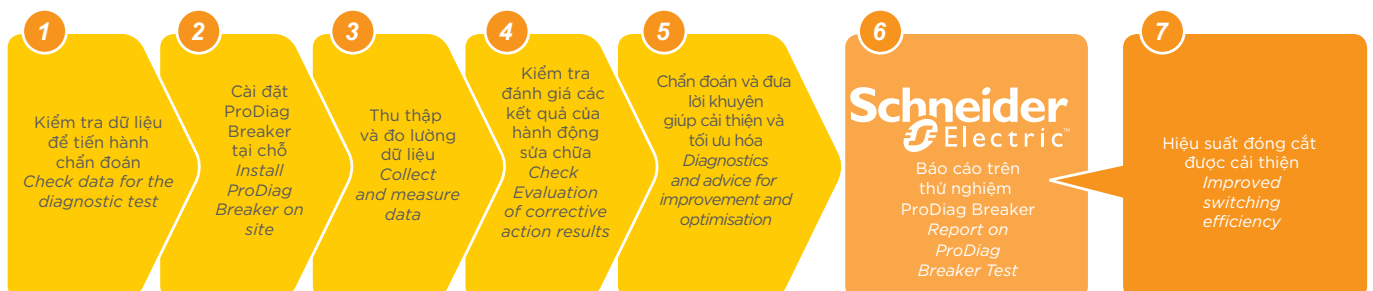 1
Kiểm tra dữ liệu
để tiến hành
chẩn đoán
Check data for the
diagnostic test
2
Cài đặt
ProDiag
Breaker
tại chỗ
Install
ProDiag
Breaker on
site
3
Thu thập
và đo lường
dữ liệu
Collect
and measure
data
4
Kiểm tra
đánh giá các
kết quả của
hành động
sửa chữa
Check
Evaluation
of corrective
action results
5
Chẩn đoán và đưa
lời khuyên
giúp cải thiện và
tối ưu hóa
Diagnostics
and advice for
improvement and
optimisation
6
Schneider
Electric™
Báo cáo trên
thử nghiệm
ProDiag Breaker
Report on
ProDiag
Breaker Test
7
Hiệu suất đóng cắt
được cải thiện
Improved
switching
efficiency